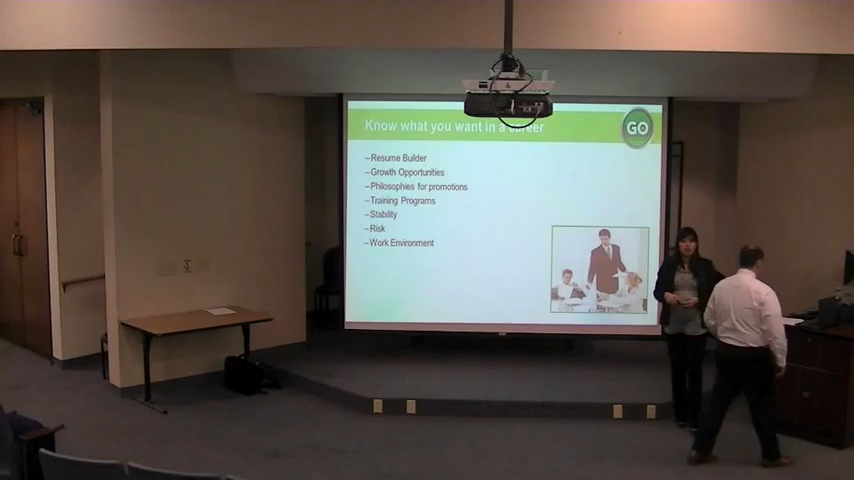 Know what you want in a career
GO
–Resume Builder
–Growth Opportunities
–Philosophies for promotions
–Training Programs
–Stability
–Risk
–Work Environment